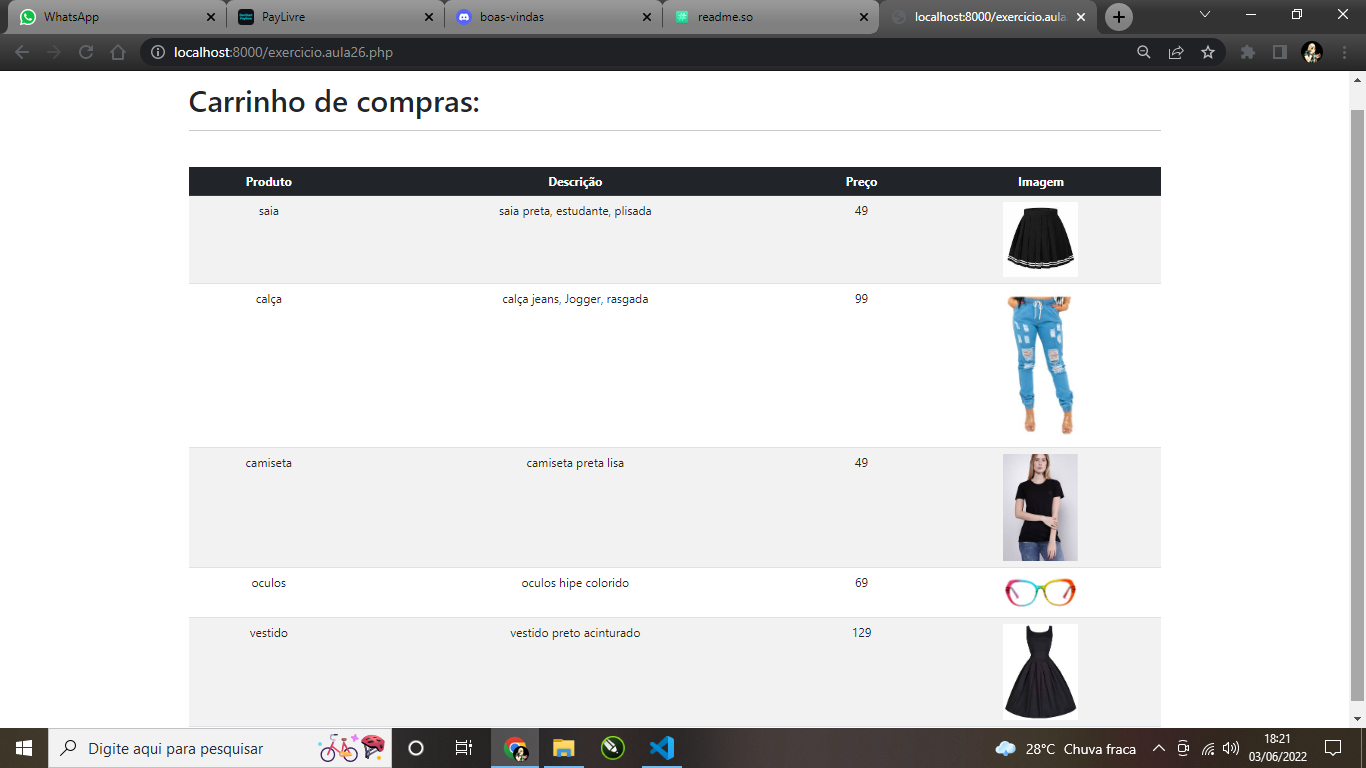 WhatsApp
PayLivre
boas-vindas
readme.so
localhost:8000/exercicio.aula
localhost:8000/exercicio.aula26.php
Carrinho de compras:
Produto Descrição Preço Imagem
saia saia preta, estudante, plisada 49
calça calça jeans, Jogger, rasgada 99
camiseta camiseta preta lisa 49
oculos oculos hipe colorido 69
vestido vestido preto acinturado 129
Digite aqui para pesquisar
28°C Chuva fraca
18:21
03/06/2022